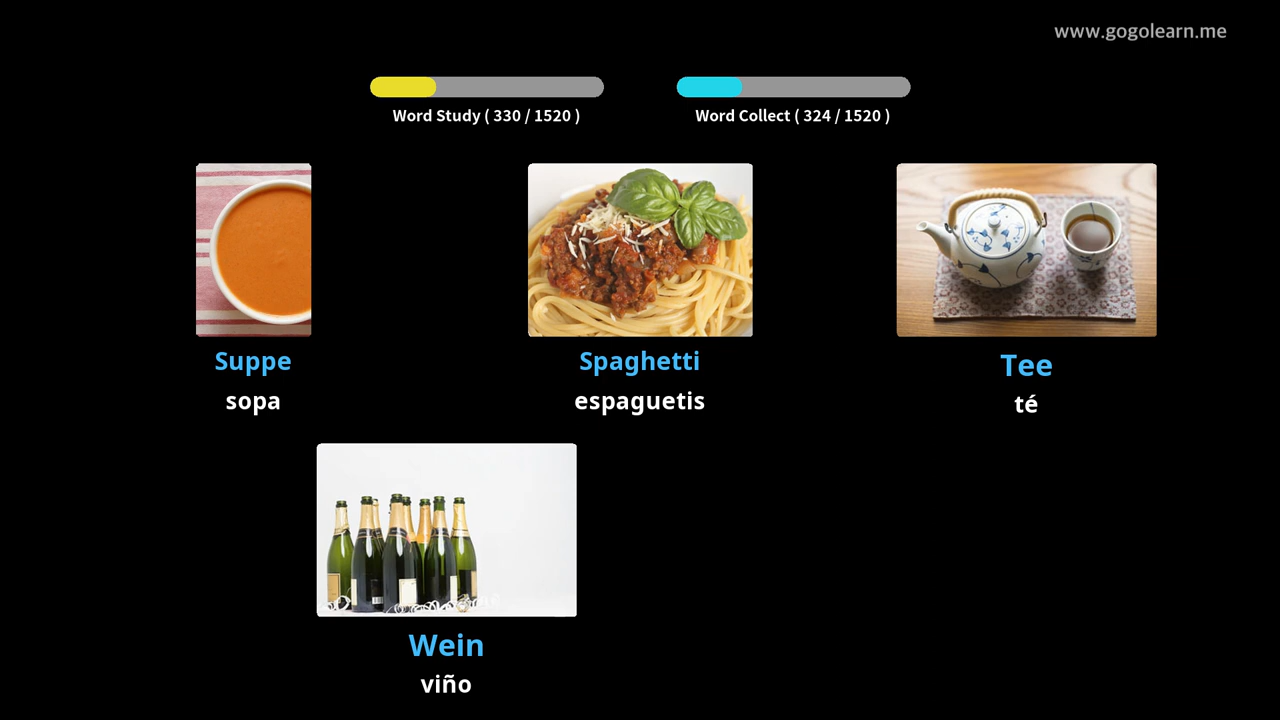 www.gogolearn.me
Word Study ( 330 / 1520 )
Word Collect ( 324 / 1520 )
Suppe
sopa
Spaghetti
espaguetis
Tee
té
Wein
viño